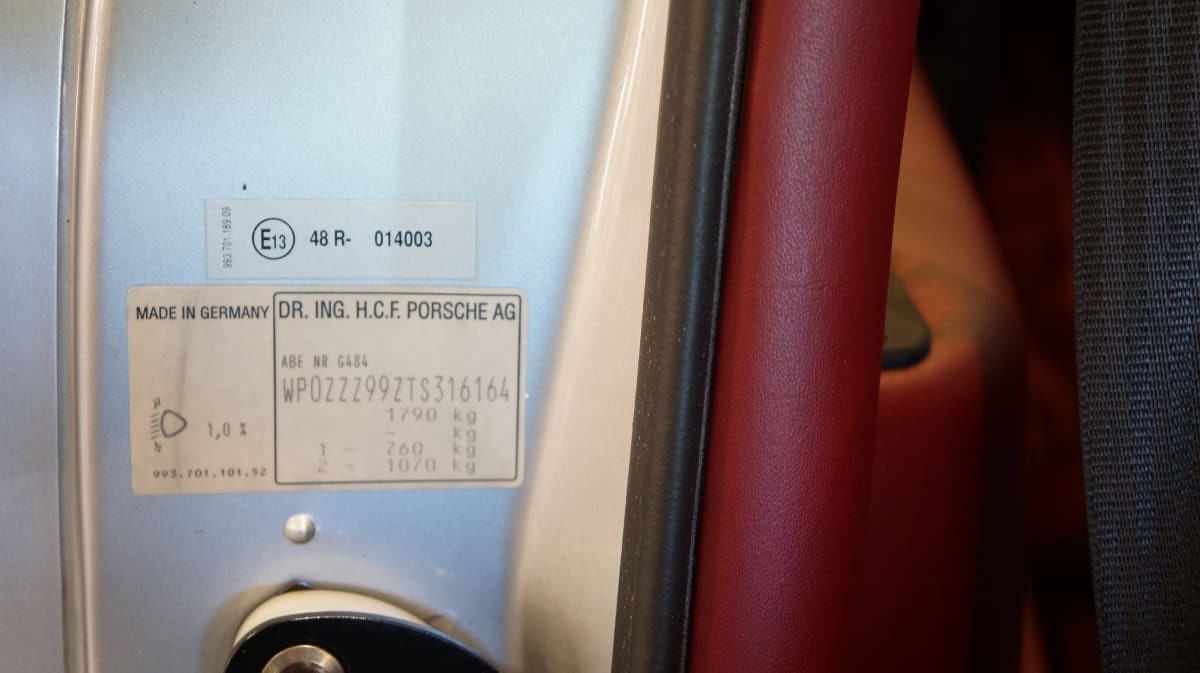 993.701.189.09
E13 48 R- 014003
MADE IN GERMANY
DR. ING. H.C.F. PORSCHE AG
ABE NR G484
WP0ZZZ99ZTS316164
1790 kg
- kg
1 - 760 kg
2 - 1070 kg
1,0 %
993.701.101.52